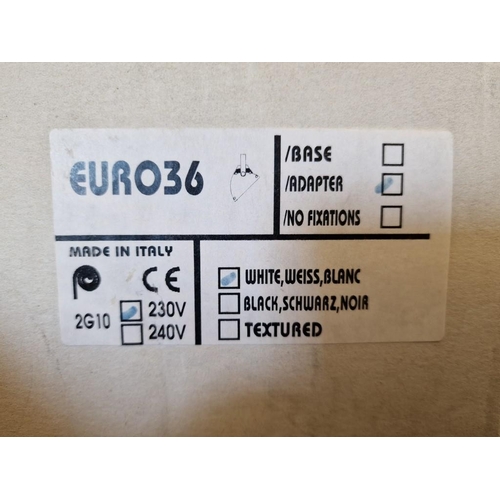 EURO36
/BASE
/ADAPTER
/NO FIXATIONS
MADE IN ITALY
CE
2G10
230V
240V
WHITE,WEISS,BLANC
BLACK,SCHWARZ,NOIR
TEXTURED